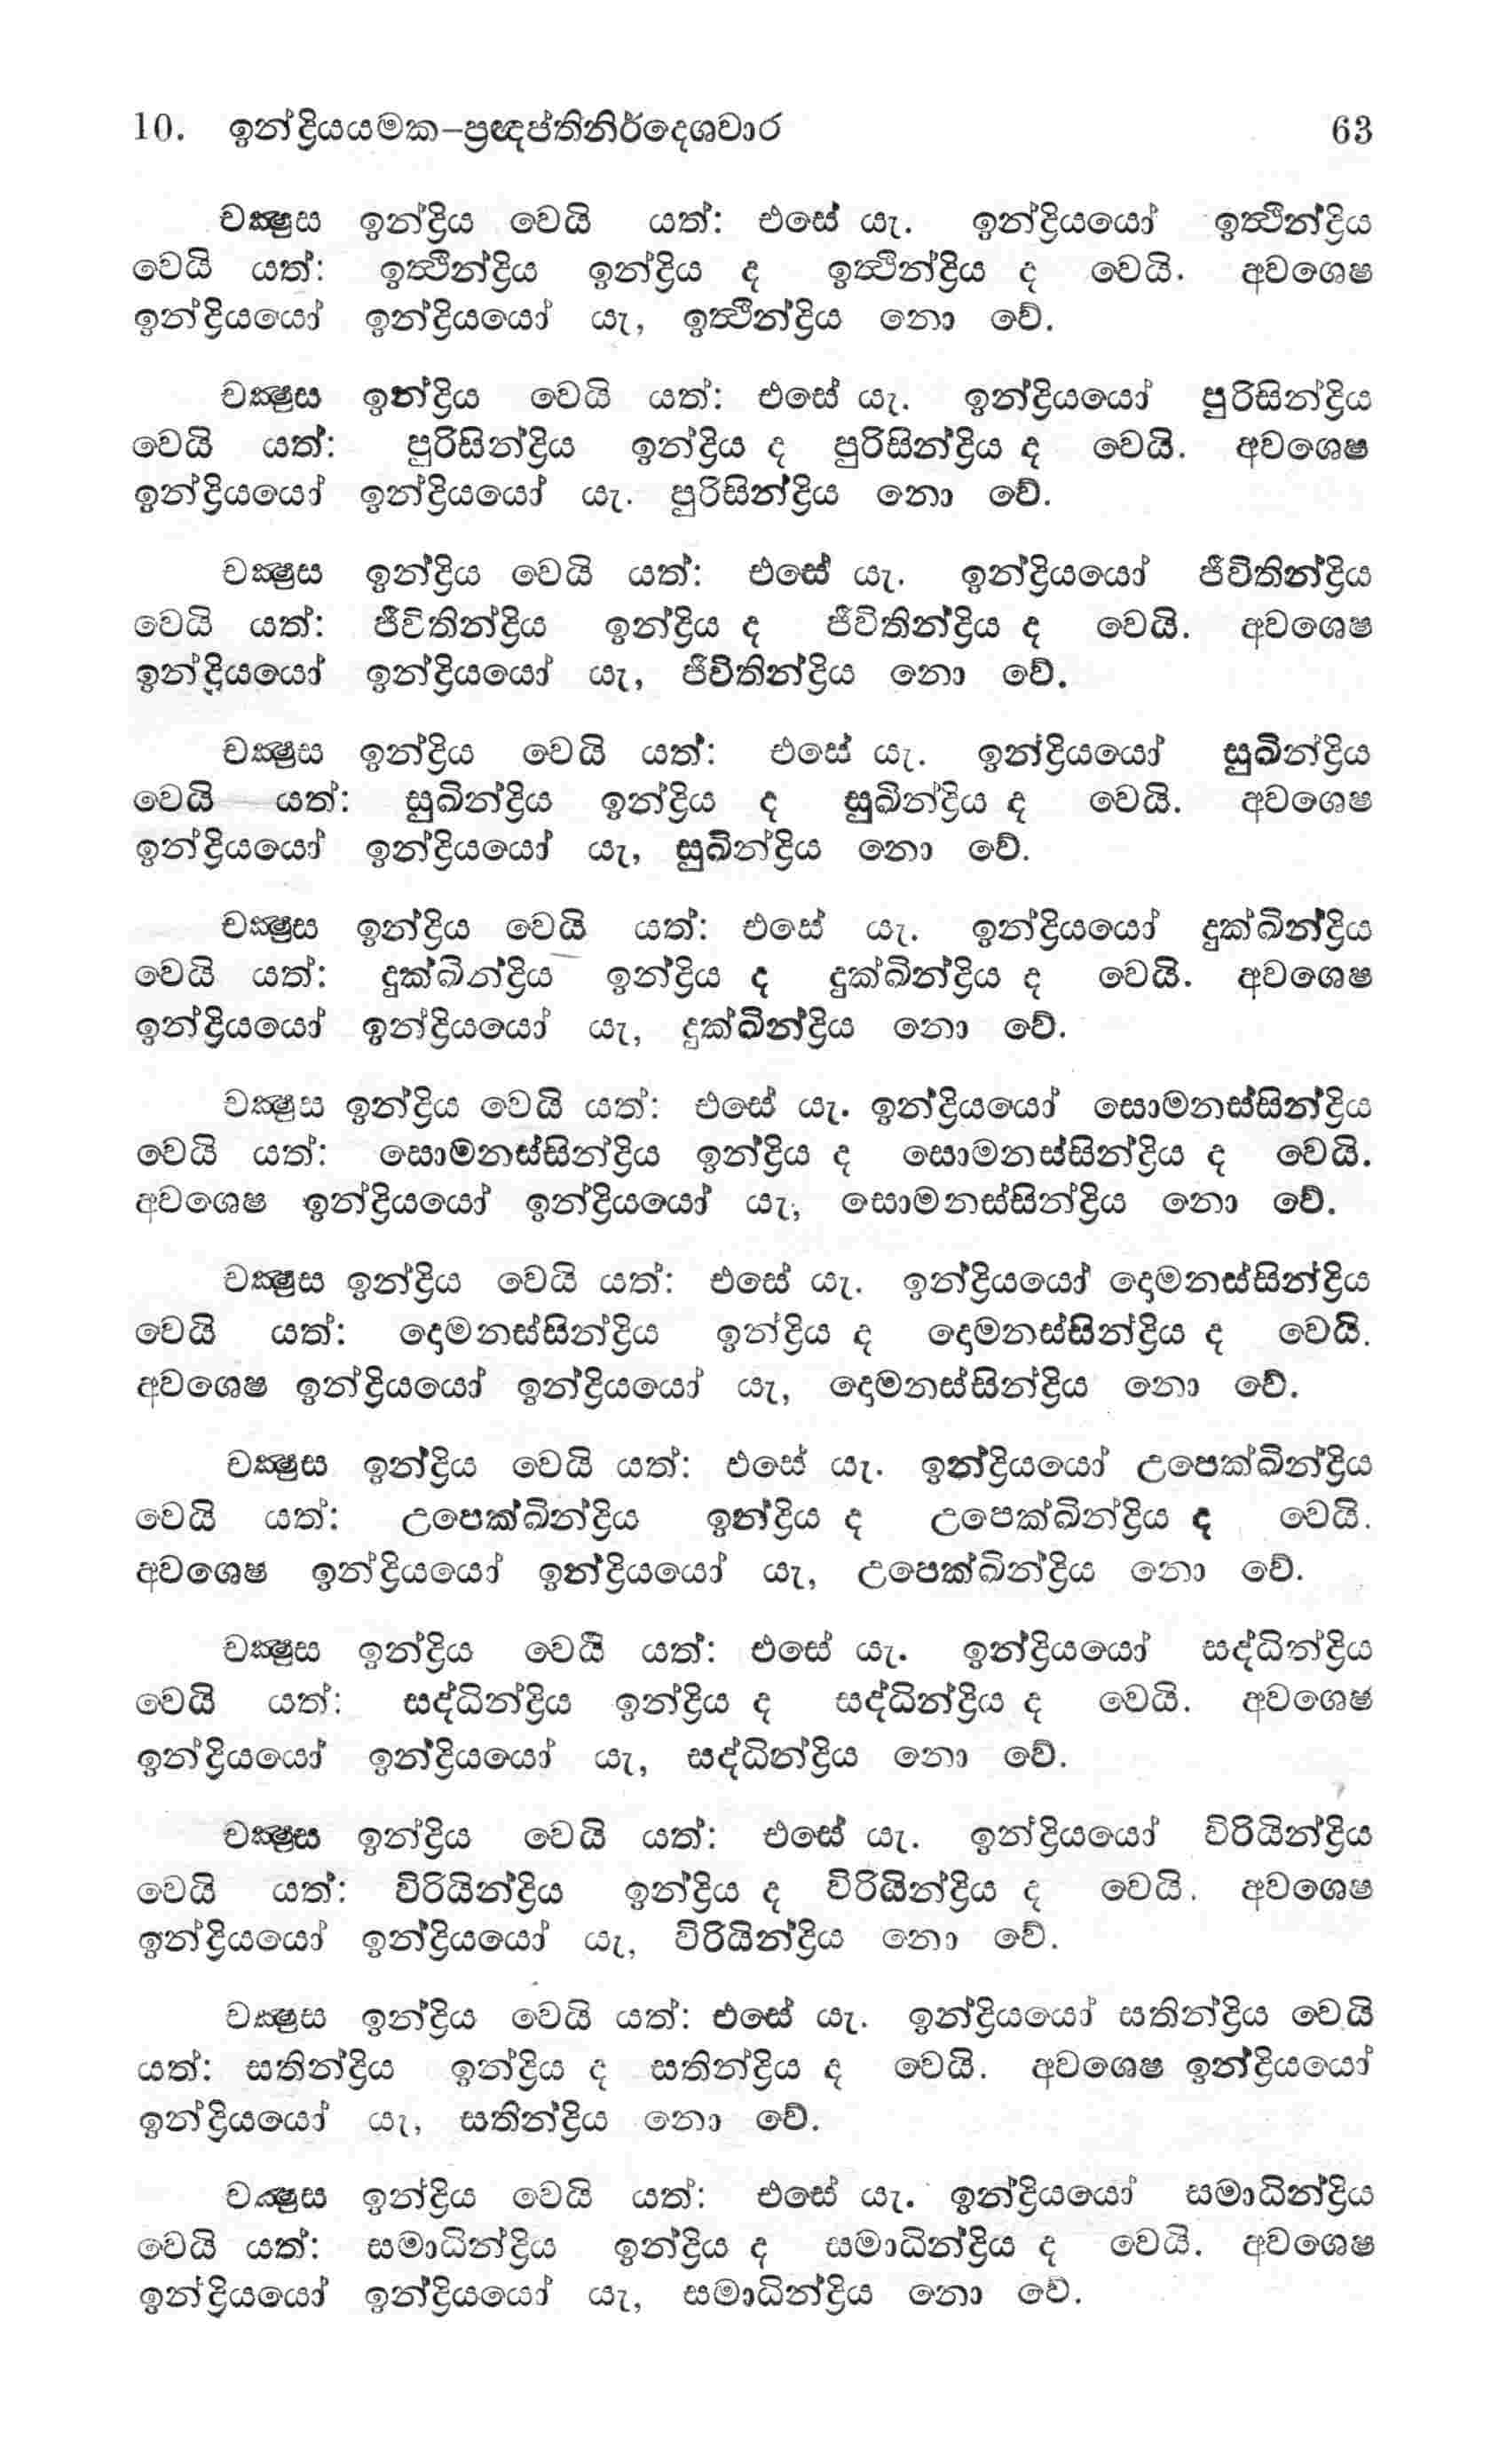 10. ඉන්ද්‍රියයමක-ප්‍රඥප්තිනිර්දෙශවාර 63
චක්‍ෂුස ඉන්ද්‍රිය වෙයි යත්: එසේ යැ. ඉන්ද්‍රියයෝ ඉත්‍ථින්ද්‍රිය
වෙයි යත්: ඉත්‍ථින්ද්‍රිය ඉන්ද්‍රිය ද ඉත්‍ථින්ද්‍රිය ද වෙයි. අවශෙෂ
ඉන්ද්‍රියයෝ ඉන්ද්‍රියයෝ යැ, ඉත්‍ථින්ද්‍රිය නො වේ.
චක්‍ෂුස ඉන්ද්‍රිය වෙයි යත්: එසේ යැ. ඉන්ද්‍රියයෝ පුරිසින්ද්‍රිය
වෙයි යත්: පුරිසින්ද්‍රිය ඉන්ද්‍රිය ද පුරිසින්ද්‍රිය ද වෙයි. අවශෙෂ
ඉන්ද්‍රියයෝ ඉන්ද්‍රියයෝ යැ. පුරිසින්ද්‍රිය නො වේ.
චක්‍ෂුස ඉන්ද්‍රිය වෙයි යත්: එසේ යැ. ඉන්ද්‍රියයෝ ජීවිතින්ද්‍රිය
වෙයි යත්: ජීවිතින්ද්‍රිය ඉන්ද්‍රිය ද ජීවිතින්ද්‍රිය ද වෙයි. අවශෙෂ
ඉන්ද්‍රියයෝ ඉන්ද්‍රියයෝ යැ, ජීවිතින්ද්‍රිය නො වේ.
චක්‍ෂුස ඉන්ද්‍රිය වෙයි යත්: එසේ යැ. ඉන්ද්‍රියයෝ සුඛින්ද්‍රිය
වෙයි යත්: සුඛින්ද්‍රිය ඉන්ද්‍රිය ද සුඛින්ද්‍රිය ද වෙයි. අවශෙෂ
ඉන්ද්‍රියයෝ ඉන්ද්‍රියයෝ යැ, සුඛින්ද්‍රිය නො වේ.
චක්‍ෂුස ඉන්ද්‍රිය වෙයි යත්: එසේ යැ. ඉන්ද්‍රියයෝ දුක්ඛින්ද්‍රිය
වෙයි යත්: දුක්ඛින්ද්‍රිය ඉන්ද්‍රිය ද දුක්ඛින්ද්‍රිය ද වෙයි. අවශෙෂ
ඉන්ද්‍රියයෝ ඉන්ද්‍රියයෝ යැ, දුක්ඛින්ද්‍රිය නො වේ.
චක්‍ෂුස ඉන්ද්‍රිය වෙයි යත්: එසේ යැ. ඉන්ද්‍රියයෝ සොමනස්සින්ද්‍රිය
වෙයි යත්: සොමනස්සින්ද්‍රිය ඉන්ද්‍රිය ද සොමනස්සින්ද්‍රිය ද වෙයි.
අවශෙෂ ඉන්ද්‍රියයෝ ඉන්ද්‍රියයෝ යැ, සොමනස්සින්ද්‍රිය නො වේ.
චක්‍ෂුස ඉන්ද්‍රිය වෙයි යත්: එසේ යැ. ඉන්ද්‍රියයෝ දොමනස්සින්ද්‍රිය
වෙයි යත්: දොමනස්සින්ද්‍රිය ඉන්ද්‍රිය ද දොමනස්සින්ද්‍රිය ද වෙයි.
අවශෙෂ ඉන්ද්‍රියයෝ ඉන්ද්‍රියයෝ යැ, දොමනස්සින්ද්‍රිය නො වේ.
චක්‍ෂුස ඉන්ද්‍රිය වෙයි යත්: එසේ යැ. ඉන්ද්‍රියයෝ උපෙක්ඛින්ද්‍රිය
වෙයි යත්: උපෙක්ඛින්ද්‍රිය ඉන්ද්‍රිය ද උපෙක්ඛින්ද්‍රිය ද වෙයි.
අවශෙෂ ඉන්ද්‍රියයෝ ඉන්ද්‍රියයෝ යැ, උපෙක්ඛින්ද්‍රිය නො වේ.
චක්‍ෂුස ඉන්ද්‍රිය වෙයි යත්: එසේ යැ. ඉන්ද්‍රියයෝ සද්ධින්ද්‍රිය
වෙයි යත්: සද්ධින්ද්‍රිය ඉන්ද්‍රිය ද සද්ධින්ද්‍රිය ද වෙයි. අවශෙෂ
ඉන්ද්‍රියයෝ ඉන්ද්‍රියයෝ යැ, සද්ධින්ද්‍රිය නො වේ.
චක්‍ෂුස ඉන්ද්‍රිය වෙයි යත්: එසේ යැ. ඉන්ද්‍රියයෝ විරියින්ද්‍රිය
වෙයි යත්: විරියින්ද්‍රිය ඉන්ද්‍රිය ද විරියින්ද්‍රිය ද වෙයි. අවශෙෂ
ඉන්ද්‍රියයෝ ඉන්ද්‍රියයෝ යැ, විරියින්ද්‍රිය නො වේ.
චක්‍ෂුස ඉන්ද්‍රිය වෙයි යත්: එසේ යැ. ඉන්ද්‍රියයෝ සතින්ද්‍රිය වෙයි
යත්: සතින්ද්‍රිය ඉන්ද්‍රිය ද සතින්ද්‍රිය ද වෙයි. අවශෙෂ ඉන්ද්‍රියයෝ
ඉන්ද්‍රියයෝ යැ, සතින්ද්‍රිය නො වේ.
චක්‍ෂුස ඉන්ද්‍රිය වෙයි යත්: එසේ යැ. ඉන්ද්‍රියයෝ සමාධින්ද්‍රිය
වෙයි යත්: සමාධින්ද්‍රිය ඉන්ද්‍රිය ද සමාධින්ද්‍රිය ද වෙයි. අවශෙෂ
ඉන්ද්‍රියයෝ ඉන්ද්‍රියයෝ යැ, සමාධින්ද්‍රිය නො වේ.